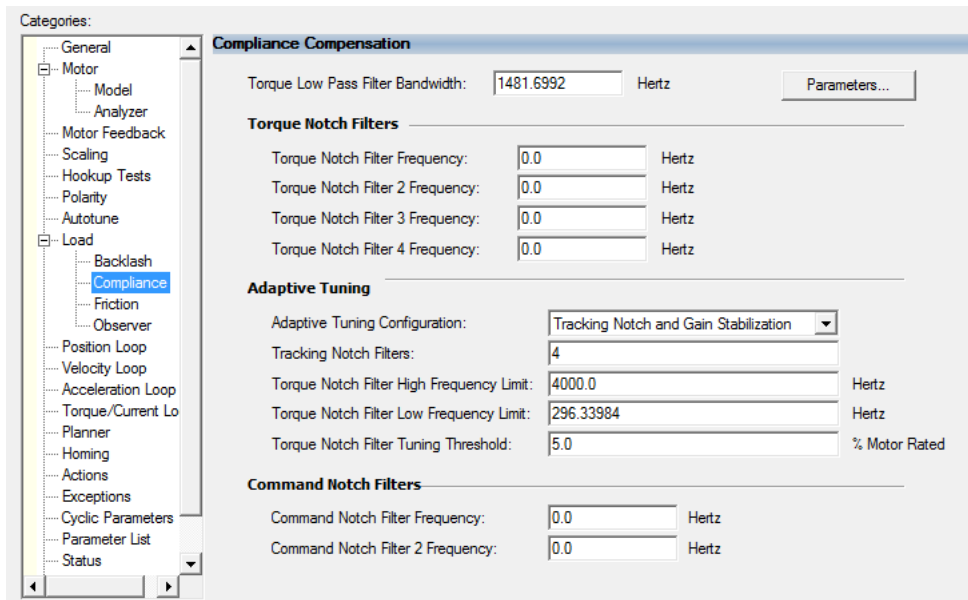 Categories:
General
Motor
Model
Analyzer
Motor Feedback
Scaling
Hookup Tests
Polarity
Autotune
Load
Backlash
Compliance
Friction
Observer
Position Loop
Velocity Loop
Acceleration Loop
Torque/Current Lo
Planner
Homing
Actions
Exceptions
Cyclic Parameters
Parameter List
Status
Compliance Compensation
Torque Low Pass Filter Bandwidth: 1481.6992 Hertz Parameters...
Torque Notch Filters
Torque Notch Filter Frequency: 0.0 Hertz
Torque Notch Filter 2 Frequency: 0.0 Hertz
Torque Notch Filter 3 Frequency: 0.0 Hertz
Torque Notch Filter 4 Frequency: 0.0 Hertz
Adaptive Tuning
Adaptive Tuning Configuration: Tracking Notch and Gain Stabilization
Tracking Notch Filters: 4
Torque Notch Filter High Frequency Limit: 4000.0 Hertz
Torque Notch Filter Low Frequency Limit: 296.33984 Hertz
Torque Notch Filter Tuning Threshold: 5.0 % Motor Rated
Command Notch Filters
Command Notch Filter Frequency: 0.0 Hertz
Command Notch Filter 2 Frequency: 0.0 Hertz